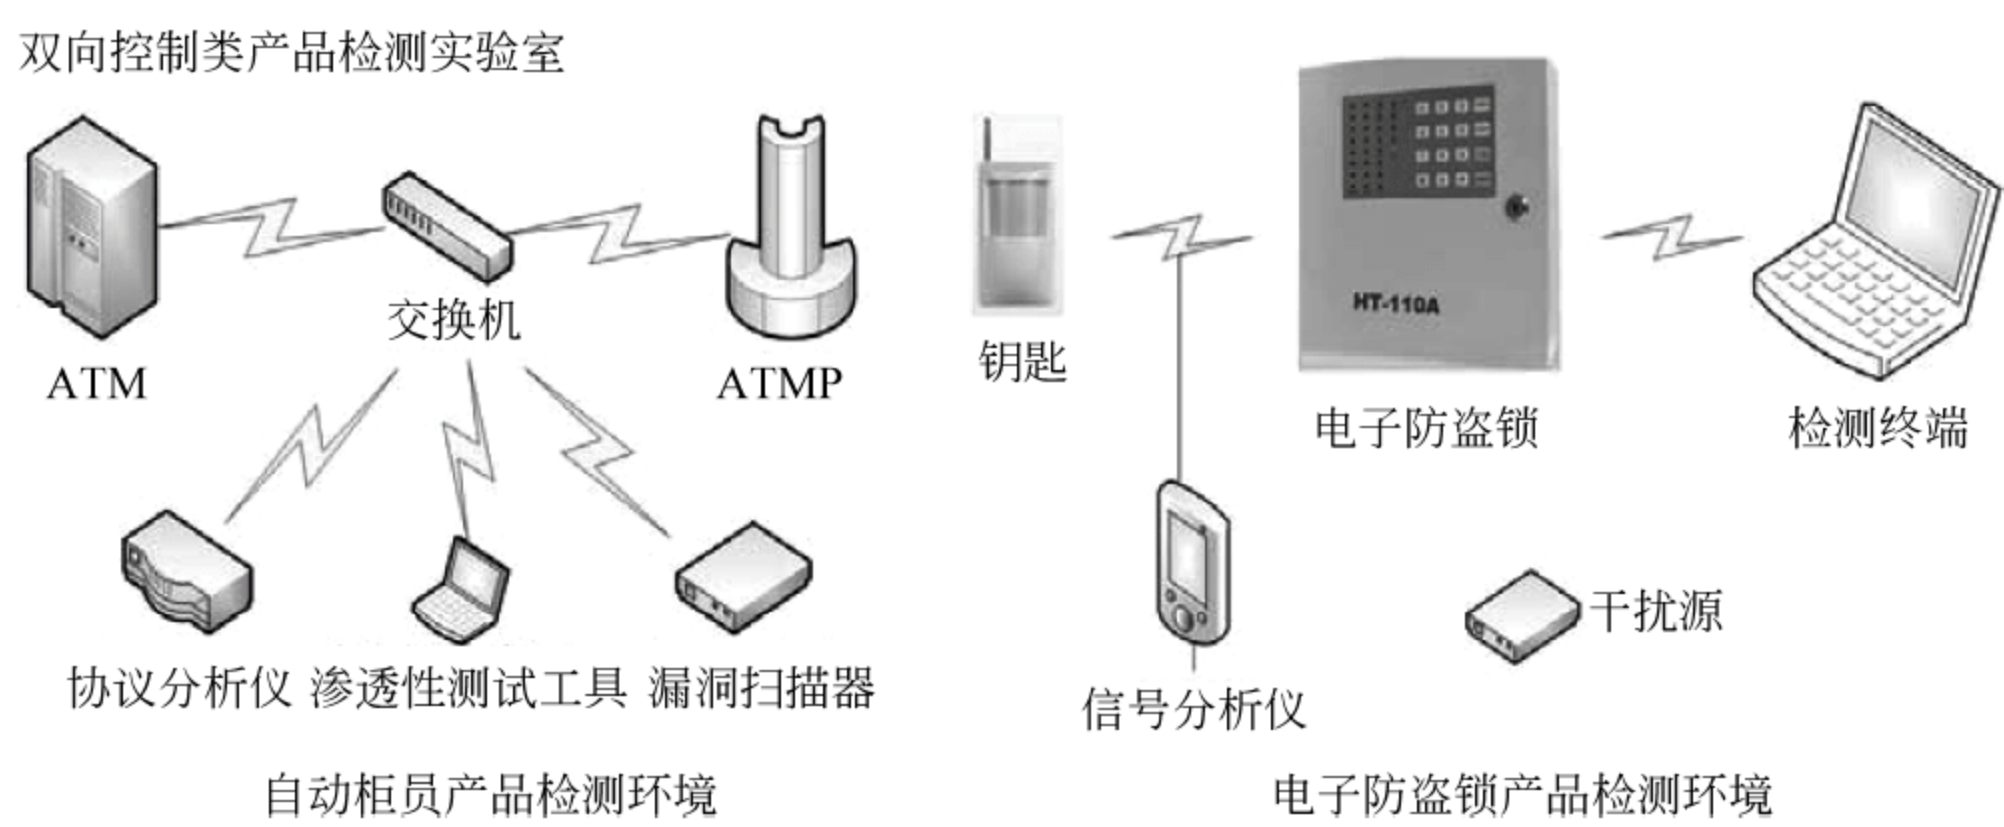 双向控制类产品检测实验室
ATM
交换机
ATMP
协议分析仪
渗透性测试工具
漏洞扫描器
自动柜员产品检测环境
钥匙
HT-110A
电子防盗锁
检测终端
信号分析仪
干扰源
电子防盗锁产品检测环境